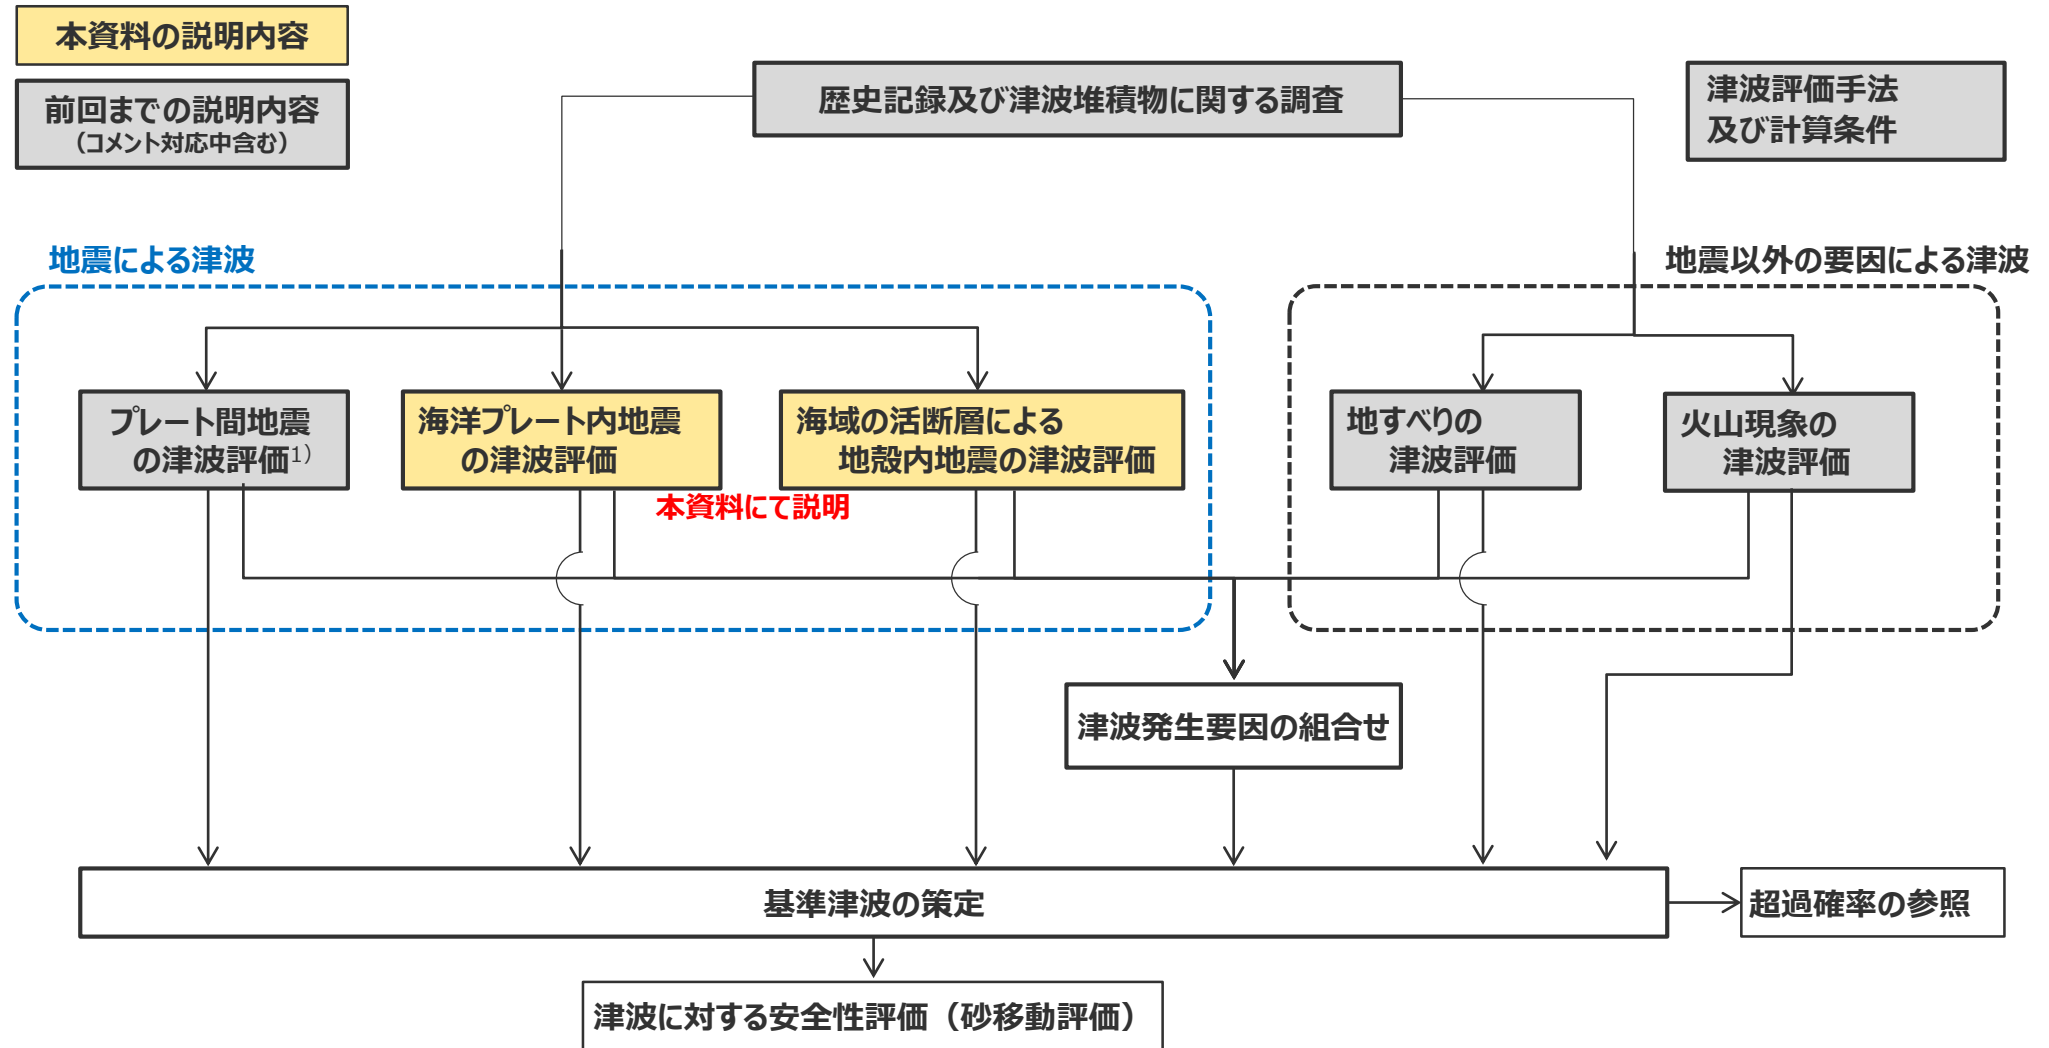 本資料の説明内容
前回までの説明内容
（コメント対応中含む）
歴史記録及び津波堆積物に関する調査
津波評価手法
及び計算条件
地震による津波
地震以外の要因による津波
プレート間地震
の津波評価1）
海洋プレート内地震
の津波評価
海域の活断層による
地殻内地震の津波評価
地すべりの
津波評価
火山現象の
津波評価
本資料にて説明
津波発生要因の組合せ
基準津波の策定
超過確率の参照
津波に対する安全性評価（砂移動評価）